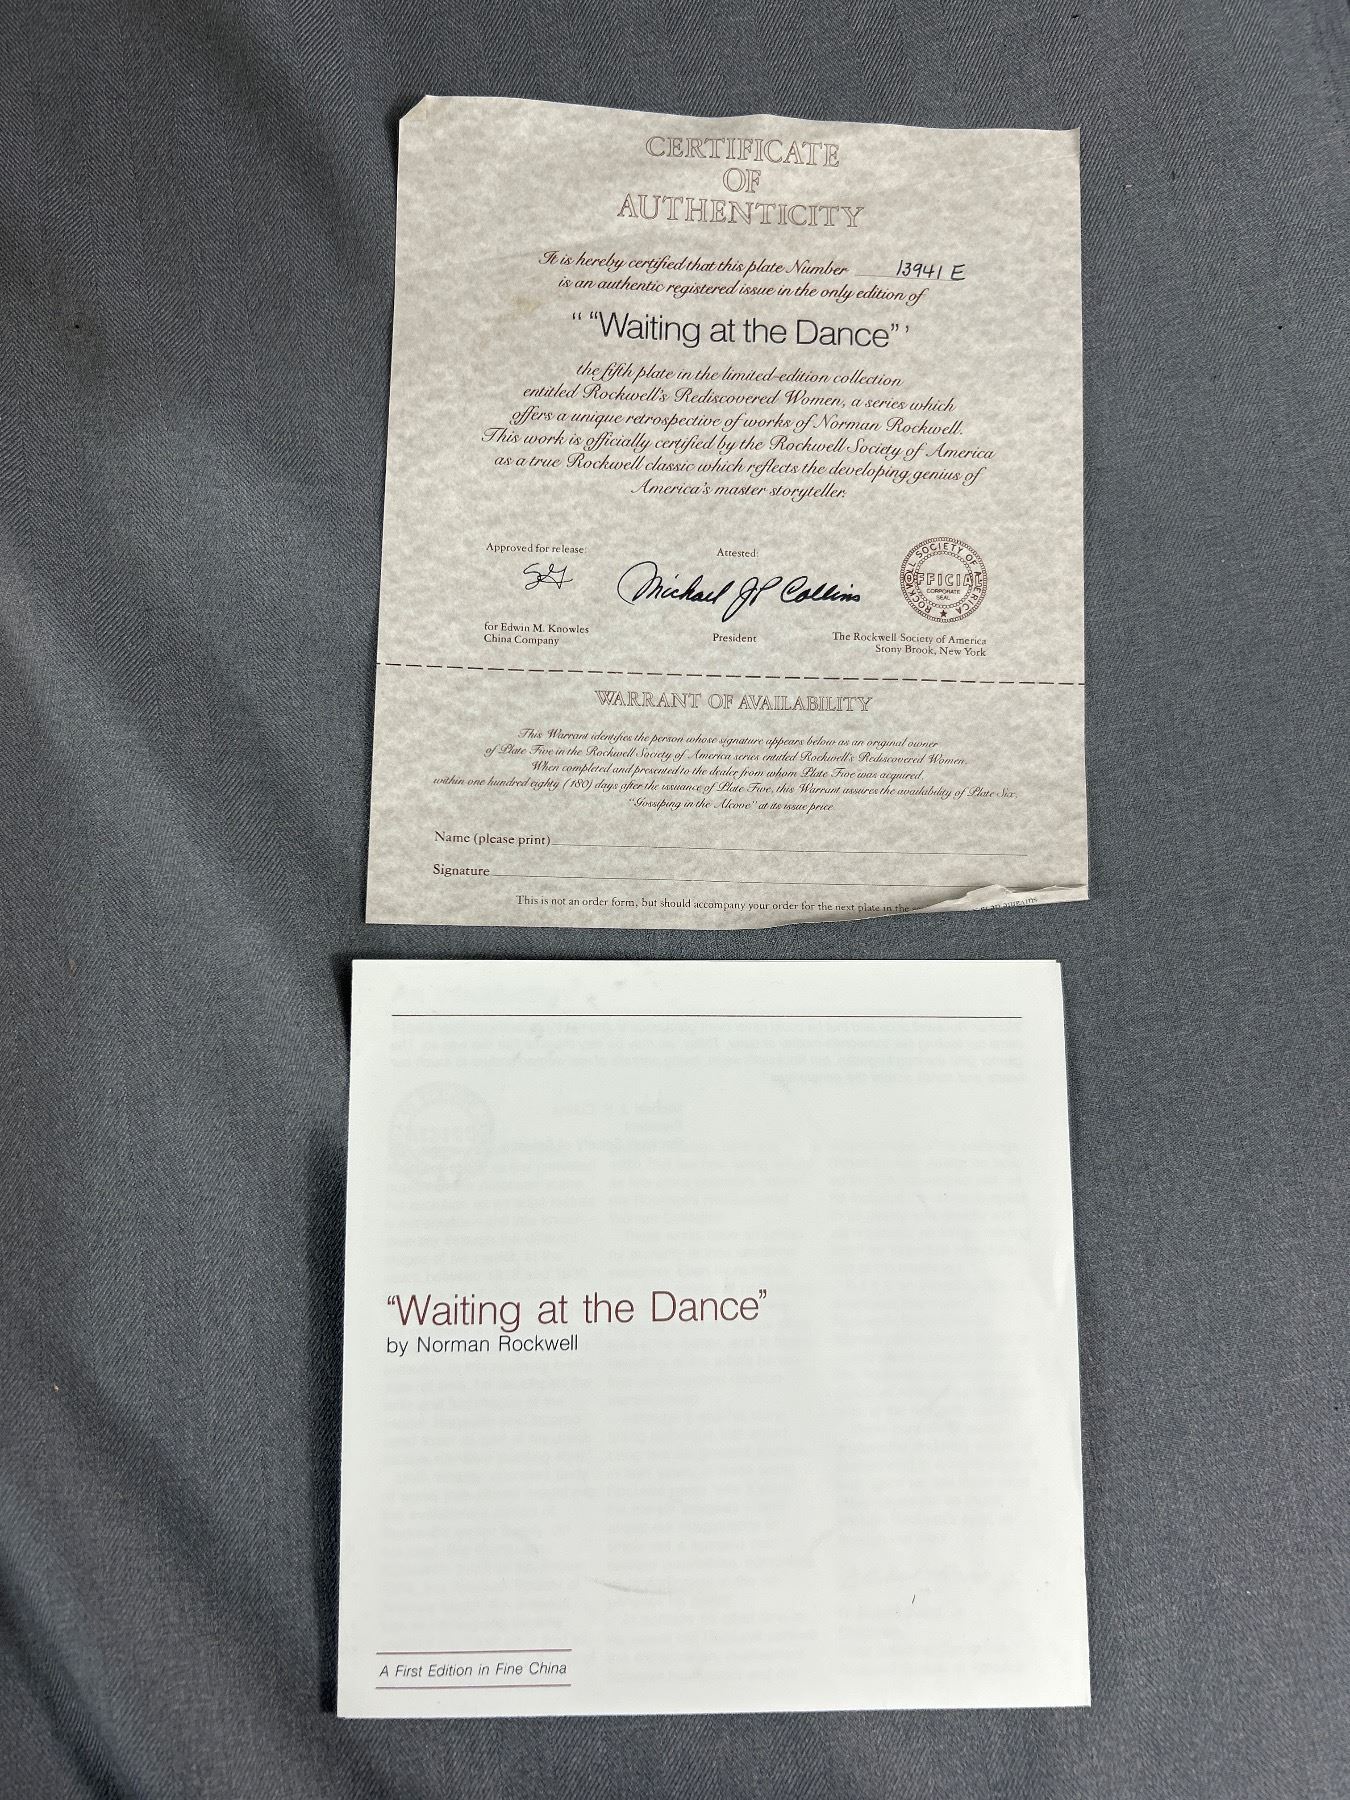 CERTIFICATE
OF
AUTHENTICITY
It is hereby certified that this plate Number 13941 E
is an authentic registered issue in the only edition of
“ “Waiting at the Dance” ’
the fifth plate in the limited-edition collection
entitled Rockwell's Rediscovered Women, a series which
offers a unique retrospective of works of Norman Rockwell.
This work is officially certified by the Rockwell Society of America
as a true Rockwell classic which reflects the developing genius of
America's master storyteller.
Approved for release:
Attested:
SG
Michael JP Collins
ROCKWELL SOCIETY OF AMERICA
OFFICIAL
CORPORATE
SEAL
for Edwin M. Knowles
China Company
President
The Rockwell Society of America
Stony Brook, New York
WARRANT OF AVAILABILITY
This Warrant identifies the person whose signature appears below as an original owner
of Plate Five in the Rockwell Society of America series entitled Rockwell's Rediscovered Women.
When completed and presented to the dealer from whom Plate Five was acquired,
within one hundred eighty (180) days after the issuance of Plate Five, this Warrant assures the availability of Plate Six,
“Gossiping in the Alcove” at its issue price.
Name (please print)
Signature
This is not an order form, but should accompany your order for the next plate in the
“Waiting at the Dance”
by Norman Rockwell
A First Edition in Fine China